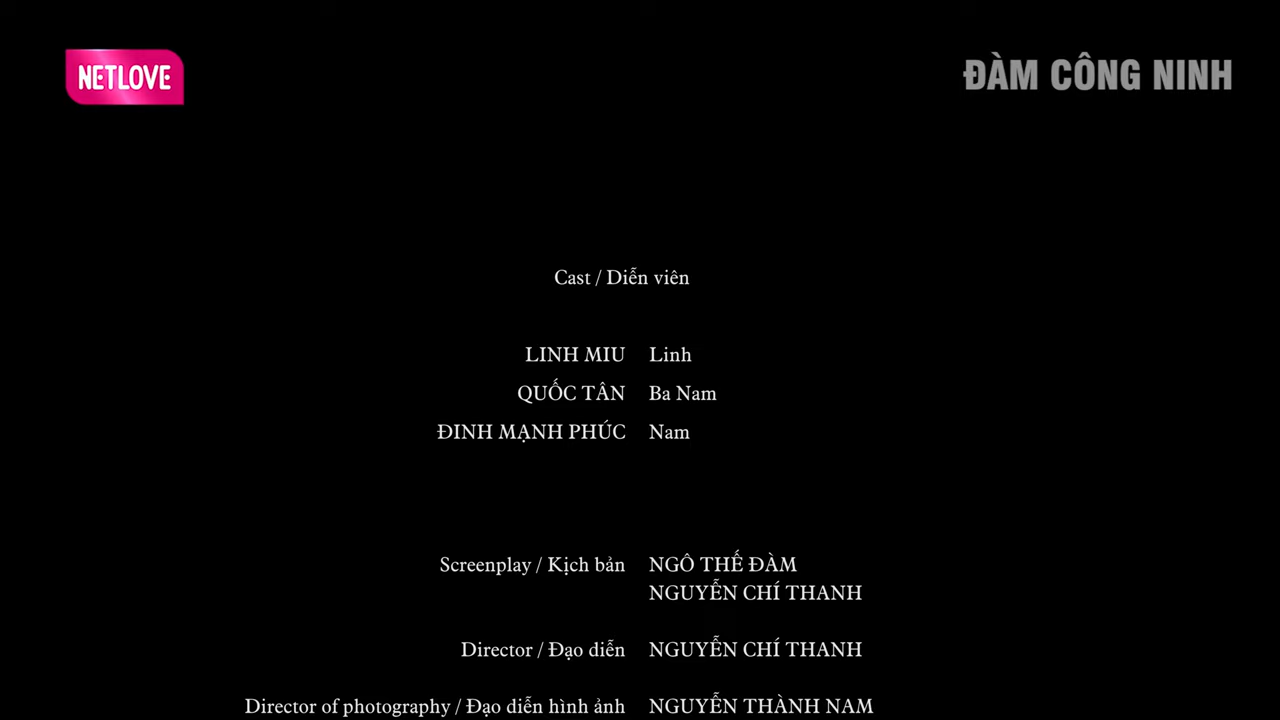 NETLOVE
ĐÀM CÔNG NINH
Cast / Diễn viên
LINH MIU Linh
QUỐC TÂN Ba Nam
ĐINH MẠNH PHÚC Nam
Screenplay / Kịch bản NGÔ THẾ ĐÀM
NGUYỄN CHÍ THANH
Director / Đạo diễn NGUYỄN CHÍ THANH
Director of photography / Đạo diễn hình ảnh NGUYỄN THÀNH NAM